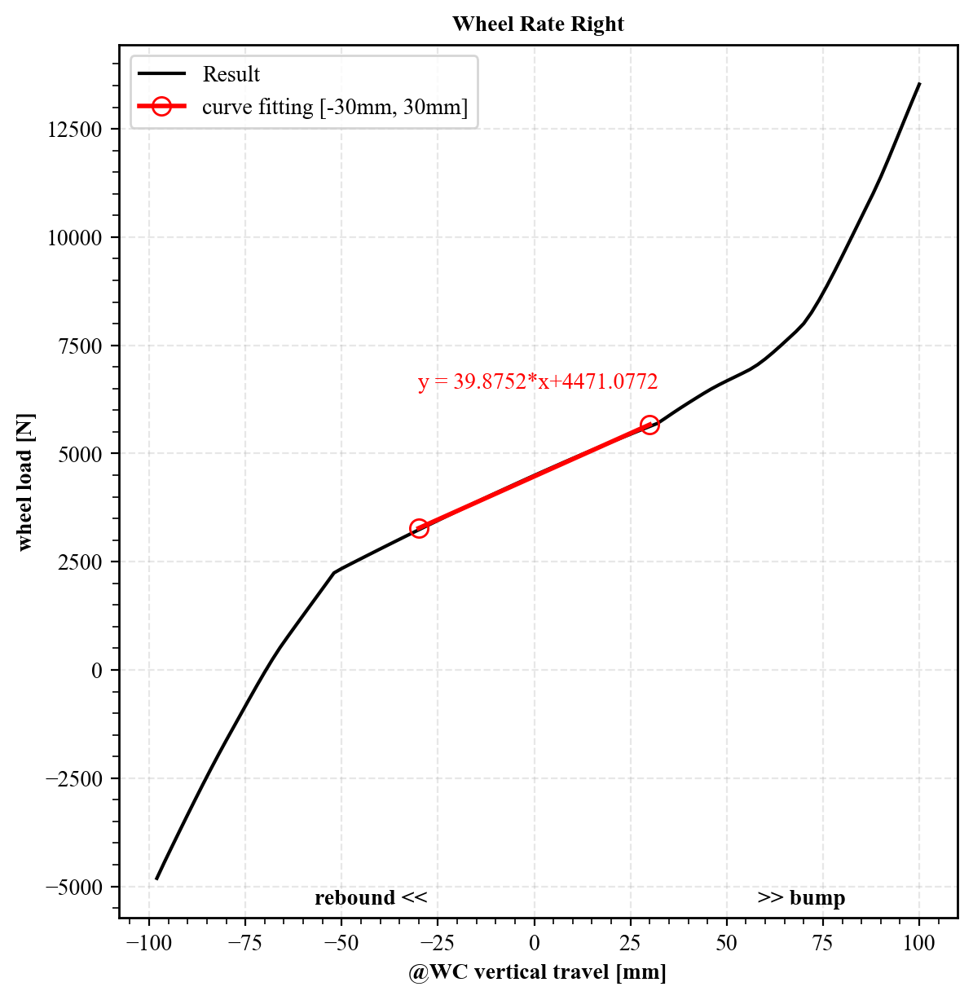 Wheel Rate Right
Result
curve fitting [-30mm, 30mm]
12500
10000
7500
5000
2500
0
−2500
−5000
wheel load [N]
y = 39.8752*x+4471.0772
rebound <<
>> bump
−100
−75
−50
−25
0
25
50
75
100
@WC vertical travel [mm]